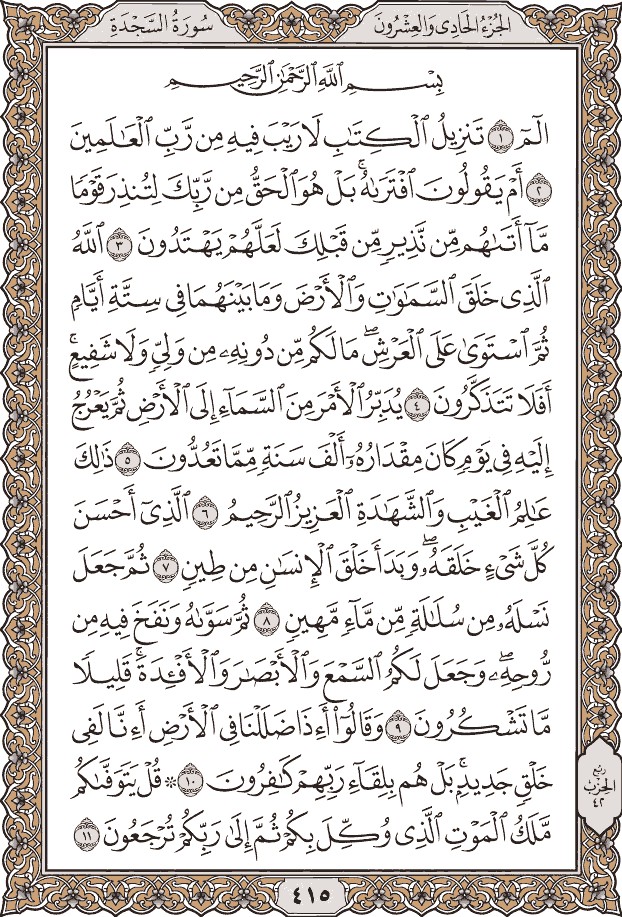 الجزء الحادي والعشرون
سورة السجدة
بِسْمِ ٱللَّهِ ٱلرَّحْمَٰنِ ٱلرَّحِيمِ
الٓمٓ ١ تَنزِيلُ ٱلْكِتَٰبِ لَا رَيْبَ فِيهِ مِن رَّبِّ ٱلْعَٰلَمِينَ
٢ أَمْ يَقُولُونَ ٱفْتَرَىٰهُ ۚ بَلْ هُوَ ٱلْحَقُّ مِن رَّبِّكَ لِتُنذِرَ قَوْمًا
مَّآ أَتَىٰهُم مِّن نَّذِيرٍ مِّن قَبْلِكَ لَعَلَّهُمْ يَهْتَدُونَ ٣ ٱللَّهُ
ٱلَّذِى خَلَقَ ٱلسَّمَٰوَٰتِ وَٱلْأَرْضَ وَمَا بَيْنَهُمَا فِى سِتَّةِ أَيَّامٍ
ثُمَّ ٱسْتَوَىٰ عَلَى ٱلْعَرْشِ ۖ مَا لَكُم مِّن دُونِهِۦ مِن وَلِىٍّ وَلَا شَفِيعٍ ۚ
أَفَلَا تَتَذَكَّرُونَ ٤ يُدَبِّرُ ٱلْأَمْرَ مِنَ ٱلسَّمَآءِ إِلَى ٱلْأَرْضِ ثُمَّ يَعْرُجُ
إِلَيْهِ فِى يَوْمٍ كَانَ مِقْدَارُهُۥٓ أَلْفَ سَنَةٍ مِّمَّا تَعُدُّونَ ٥ ذَٰلِكَ
عَٰلِمُ ٱلْغَيْبِ وَٱلشَّهَٰدَةِ ٱلْعَزِيزُ ٱلرَّحِيمُ ٦ ٱلَّذِىٓ أَحْسَنَ
كُلَّ شَىْءٍ خَلَقَهُۥ ۖ وَبَدَأَ خَلْقَ ٱلْإِنسَٰنِ مِن طِينٍ ٧ ثُمَّ جَعَلَ
نَسْلَهُۥ مِن سُلَٰلَةٍ مِّن مَّآءٍ مَّهِينٍ ٨ ثُمَّ سَوَّىٰهُ وَنَفَخَ فِيهِ مِن
رُّوحِهِۦ ۖ وَجَعَلَ لَكُمُ ٱلسَّمْعَ وَٱلْأَبْصَٰرَ وَٱلْأَفْـِٔدَةَ ۚ قَلِيلًا
مَّا تَشْكُرُونَ ٩ وَقَالُوٓا۟ أَءِذَا ضَلَلْنَا فِى ٱلْأَرْضِ أَءِنَّا لَفِى
خَلْقٍ جَدِيدٍۭ ۚ بَلْ هُم بِلِقَآءِ رَبِّهِمْ كَٰفِرُونَ ١٠ ۞ قُلْ يَتَوَفَّىٰكُم
مَّلَكُ ٱلْمَوْتِ ٱلَّذِى وُكِّلَ بِكُمْ ثُمَّ إِلَىٰ رَبِّكُمْ تُرْجَعُونَ ١١
ربع
الحزب
٤٢
٤١٥